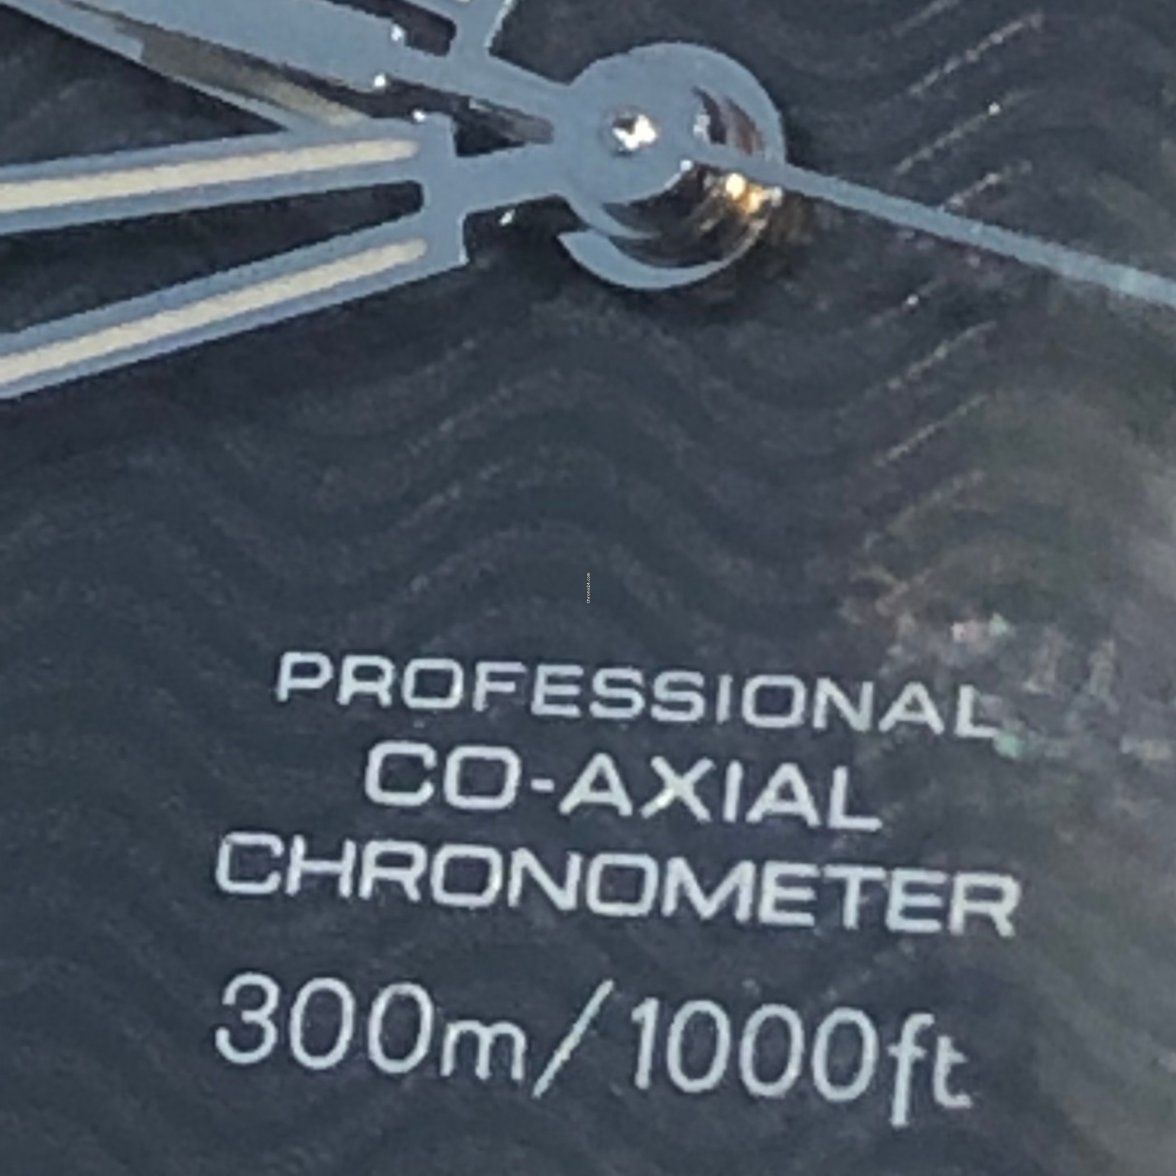 PROFESSIONAL
CO-AXIAL
CHRONOMETER
300m/1000ft